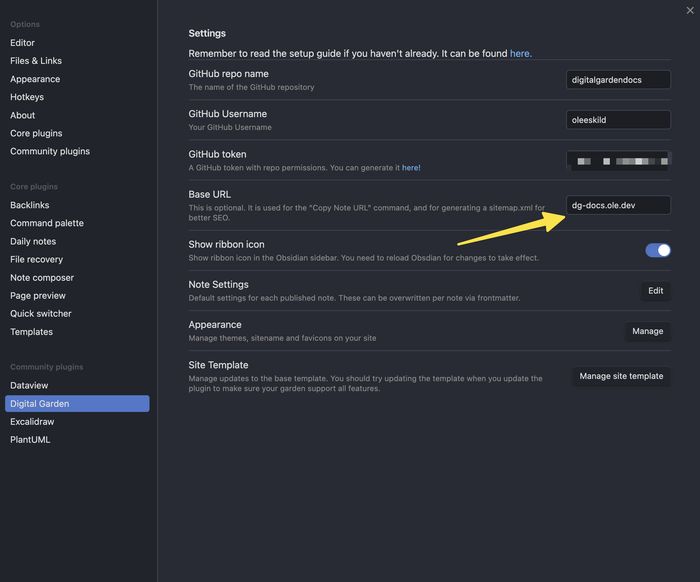 Options
Editor
Files & Links
Appearance
Hotkeys
About
Core plugins
Community plugins
Core plugins
Backlinks
Command palette
Daily notes
File recovery
Note composer
Page preview
Quick switcher
Templates
Community plugins
Dataview
Digital Garden
Excalidraw
PlantUML
Settings
Remember to read the setup guide if you haven't already. It can be found here.
GitHub repo name
The name of the GitHub repository
digitalgardendocs
GitHub Username
Your GitHub Username
oleeskild
GitHub token
A GitHub token with repo permissions. You can generate it here!
Base URL
This is optional. It is used for the "Copy Note URL" command, and for generating a sitemap.xml for
better SEO.
dg-docs.ole.dev
Show ribbon icon
Show ribbon icon in the Obsidian sidebar. You need to reload Obsdian for changes to take effect.
Note Settings
Default settings for each published note. These can be overwritten per note via frontmatter.
Edit
Appearance
Manage themes, sitename and favicons on your site
Manage
Site Template
Manage updates to the base template. You should try updating the template when you update the
plugin to make sure your garden support all features.
Manage site template